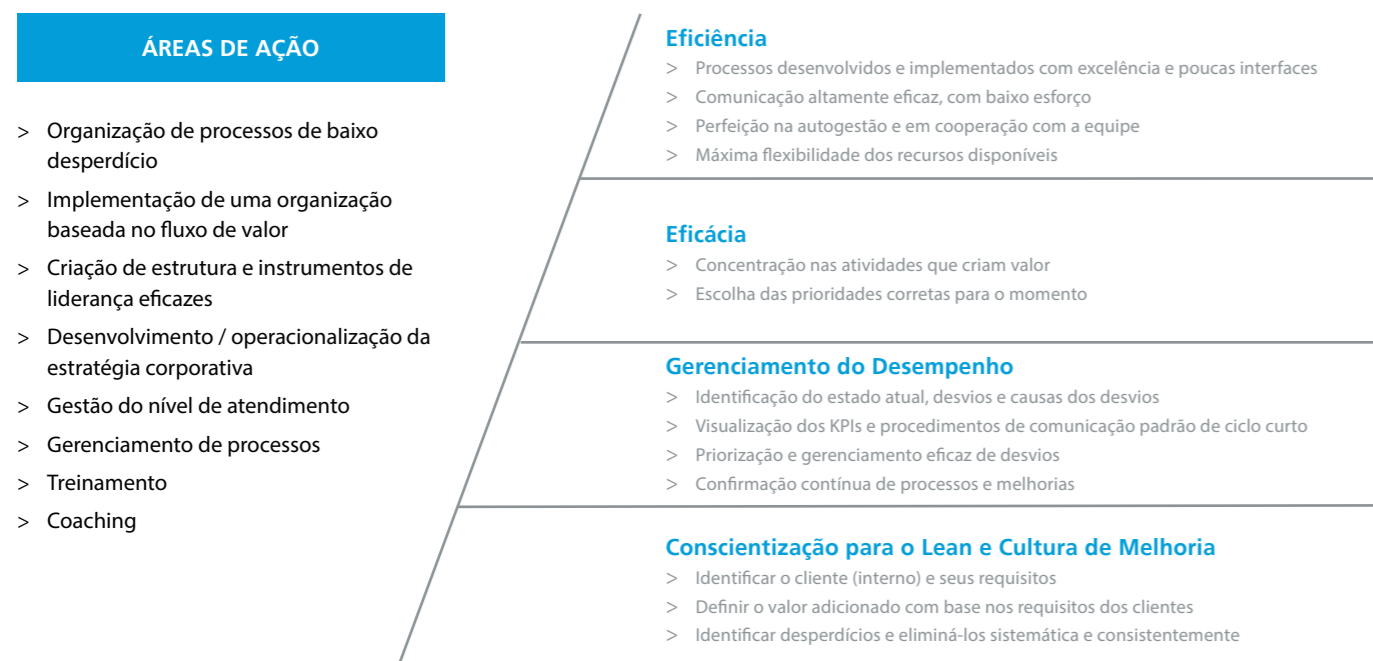 ÁREAS DE AÇÃO
> Organização de processos de baixo
desperdício
> Implementação de uma organização
baseada no fluxo de valor
> Criação de estrutura e instrumentos de
liderança eficazes
> Desenvolvimento / operacionalização da
estratégia corporativa
> Gestão do nível de atendimento
> Gerenciamento de processos
> Treinamento
> Coaching
Eficiência
> Processos desenvolvidos e implementados com excelência e poucas interfaces
> Comunicação altamente eficaz, com baixo esforço
> Perfeição na autogestão e em cooperação com a equipe
> Máxima flexibilidade dos recursos disponíveis
Eficácia
> Concentração nas atividades que criam valor
> Escolha das prioridades corretas para o momento
Gerenciamento do Desempenho
> Identificação do estado atual, desvios e causas dos desvios
> Visualização dos KPIs e procedimentos de comunicação padrão de ciclo curto
> Priorização e gerenciamento eficaz de desvios
> Confirmação contínua de processos e melhorias
Conscientização para o Lean e Cultura de Melhoria
> Identificar o cliente (interno) e seus requisitos
> Definir o valor adicionado com base nos requisitos dos clientes
> Identificar desperdícios e eliminá-los sistemática e consistentemente